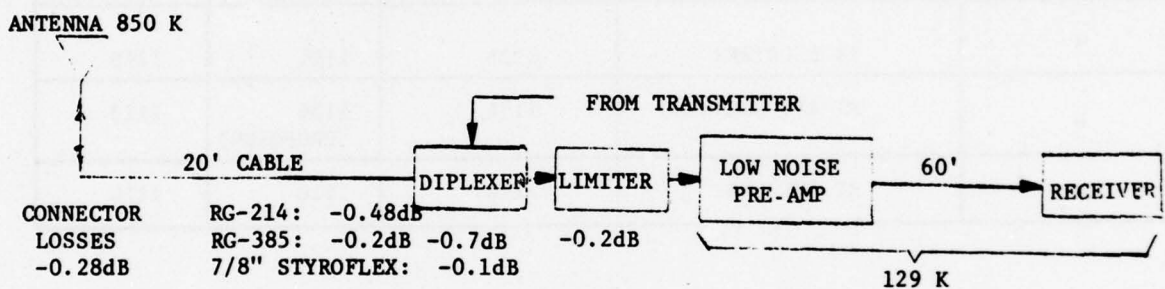 ANTENNA 850 K
FROM TRANSMITTER
20' CABLE
DIPLEXER
LIMITER
LOW NOISE
PRE-AMP
60'
RECEIVER
CONNECTOR
LOSSES
-0.28dB
RG-214: -0.48dB
RG-385: -0.2dB
7/8" STYROFLEX: -0.1dB
-0.7dB
-0.2dB
129 K